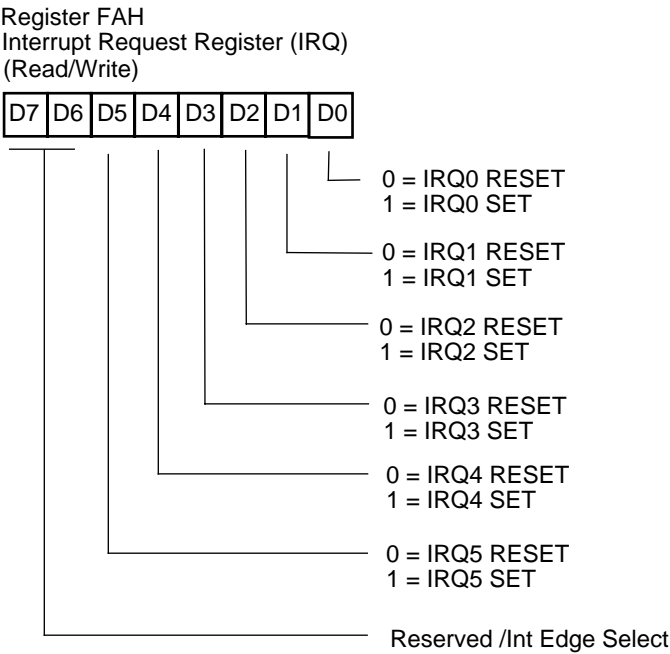 Register FAH
Interrupt Request Register (IRQ)
(Read/Write)
D7 D6 D5 D4 D3 D2 D1 D0
0 = IRQ0 RESET
1 = IRQ0 SET
0 = IRQ1 RESET
1 = IRQ1 SET
0 = IRQ2 RESET
1 = IRQ2 SET
0 = IRQ3 RESET
1 = IRQ3 SET
0 = IRQ4 RESET
1 = IRQ4 SET
0 = IRQ5 RESET
1 = IRQ5 SET
Reserved /Int Edge Select